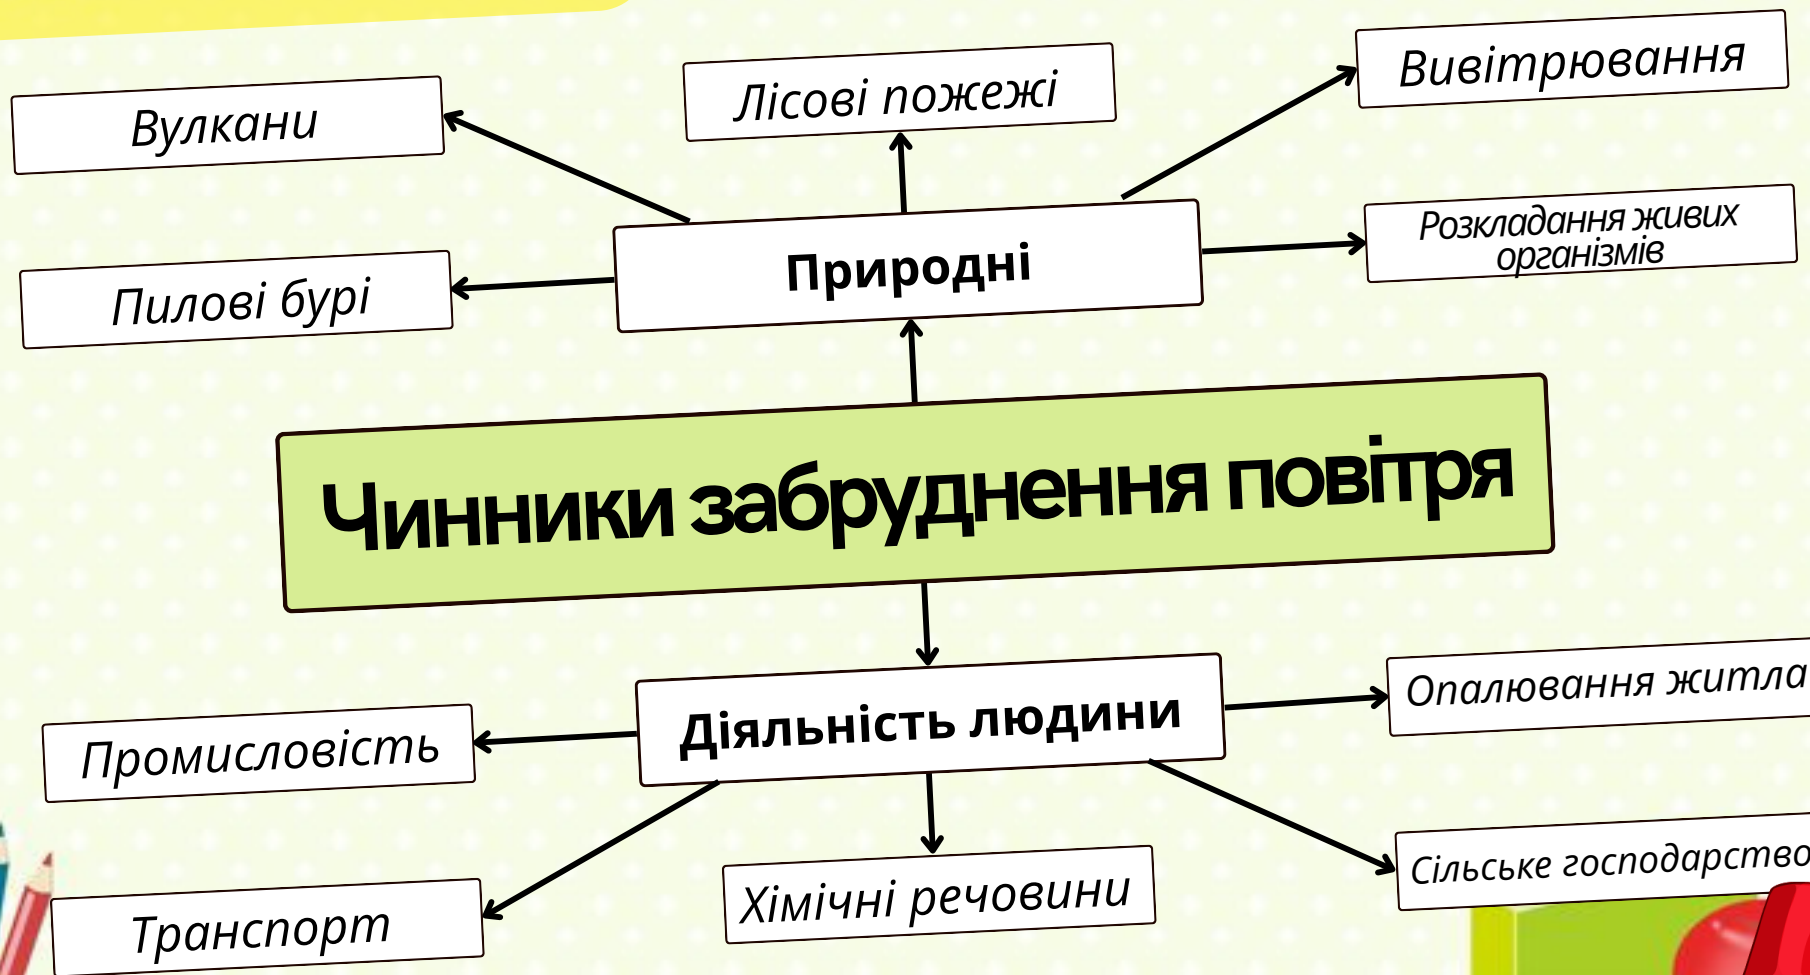 Вулкани
Лісові пожежі
Вивітрювання
Пилові бурі
Природні
Розкладання живих
організмів
Чинники забруднення повітря
Промисловість
Діяльність людини
Опалювання житла
Транспорт
Хімічні речовини
Сільське господарство